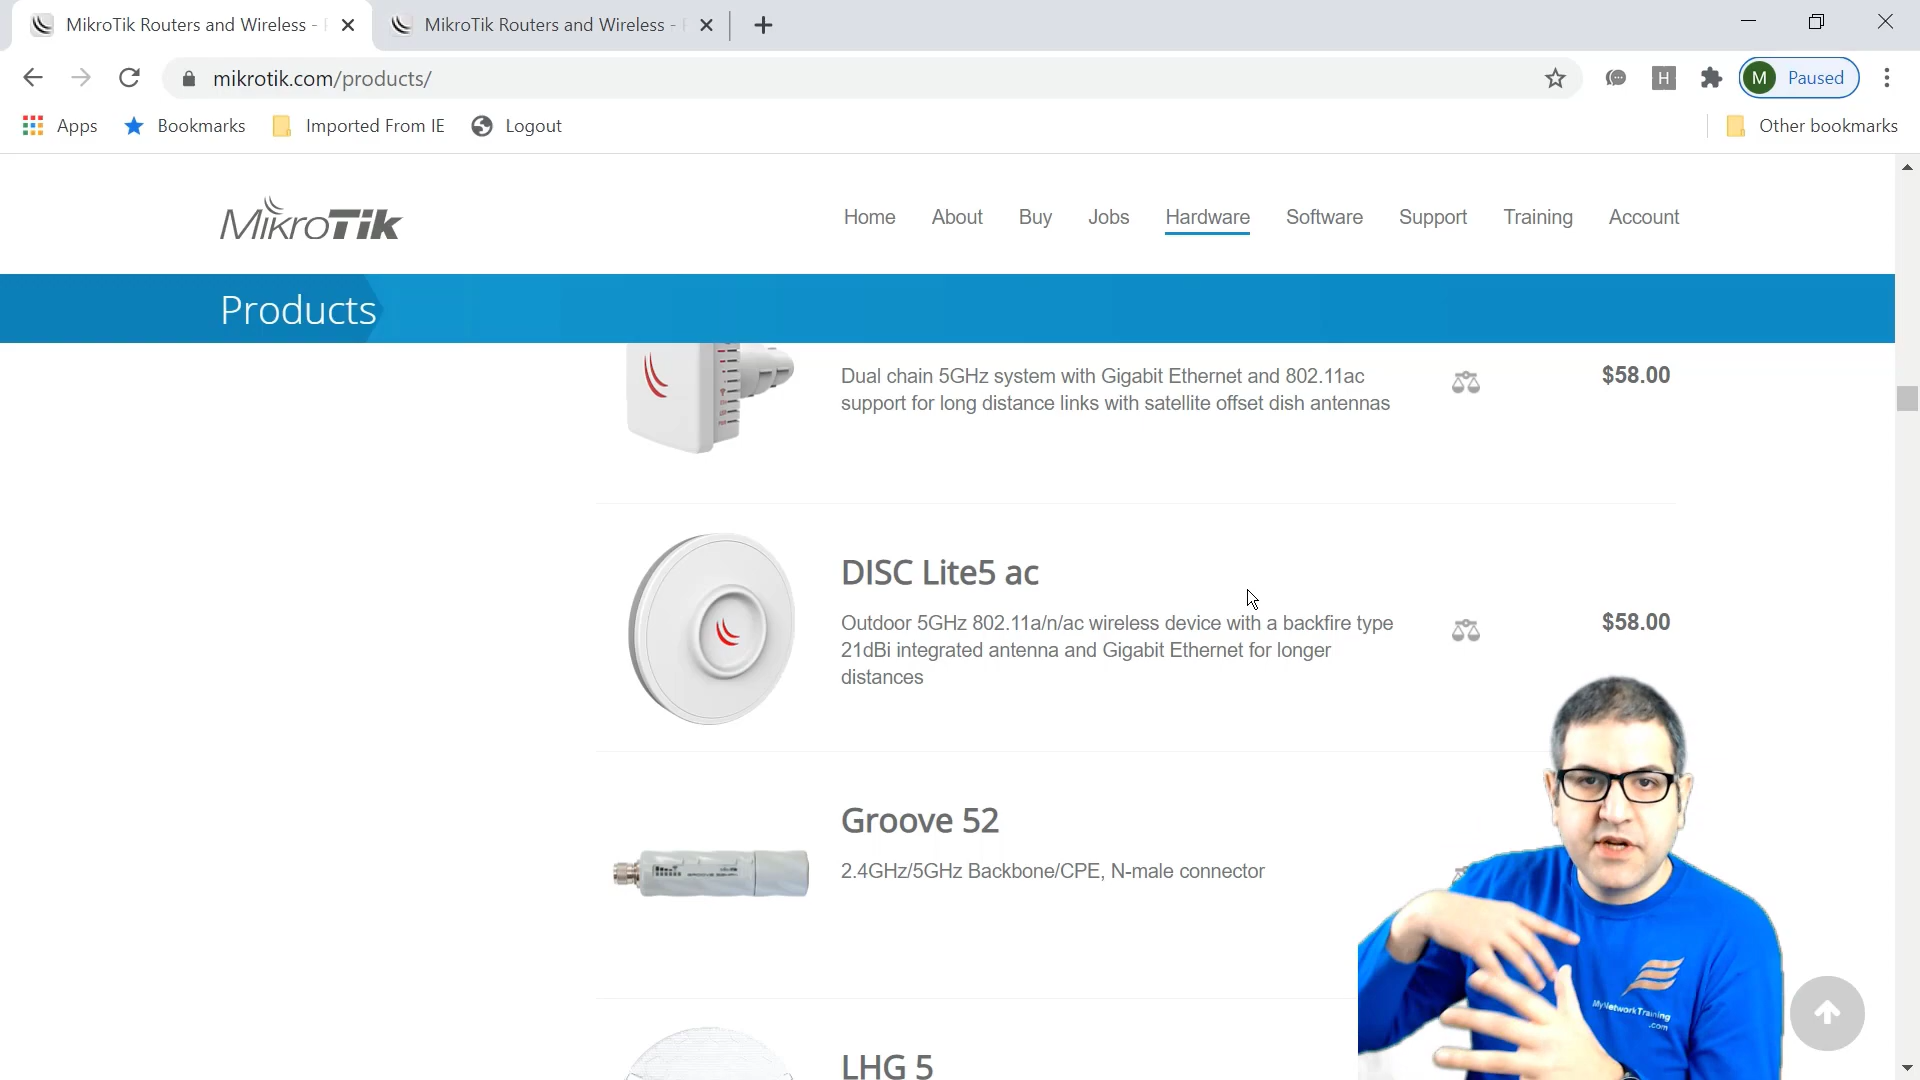 MikroTik Routers and Wireless -
MikroTik Routers and Wireless -
mikrotik.com/products/
H
M
Paused
Apps
Bookmarks
Imported From IE
Logout
Other bookmarks
MikroTik
Home
About
Buy
Jobs
Hardware
Software
Support
Training
Account
Products
Dual chain 5GHz system with Gigabit Ethernet and 802.11ac
support for long distance links with satellite offset dish antennas
$58.00
DISC Lite5 ac
Outdoor 5GHz 802.11a/n/ac wireless device with a backfire type
21dBi integrated antenna and Gigabit Ethernet for longer
distances
$58.00
Groove 52
2.4GHz/5GHz Backbone/CPE, N-male connector
MyNetworkTraining
.com
LHG 5